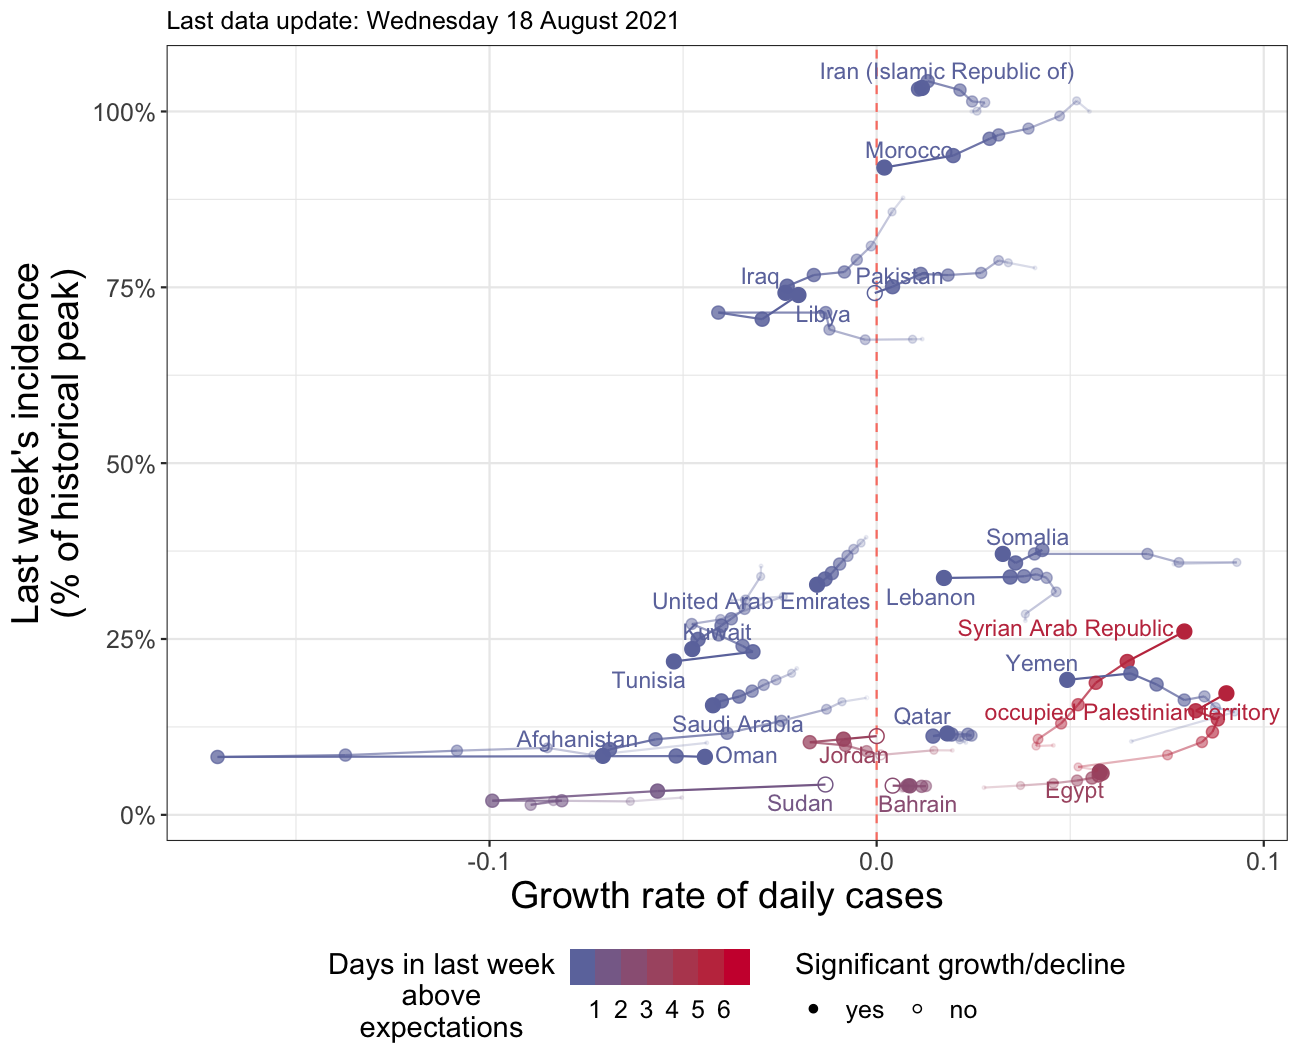 Last data update: Wednesday 18 August 2021
Last week's incidence
(% of historical peak)
100%
75%
50%
25%
0%
Iran (Islamic Republic of)
Morocco
Iraq
Pakistan
Libya
Somalia
United Arab Emirates
Lebanon
Kuwait
Syrian Arab Republic
Yemen
Tunisia
occupied Palestinian territory
Qatar
Saudi Arabia
Afghanistan
Oman
Jordan
Egypt
Sudan
Bahrain
-0.1
0.0
0.1
Growth rate of daily cases
Days in last week
above
expectations
1 2 3 4 5 6
Significant growth/decline
yes
no